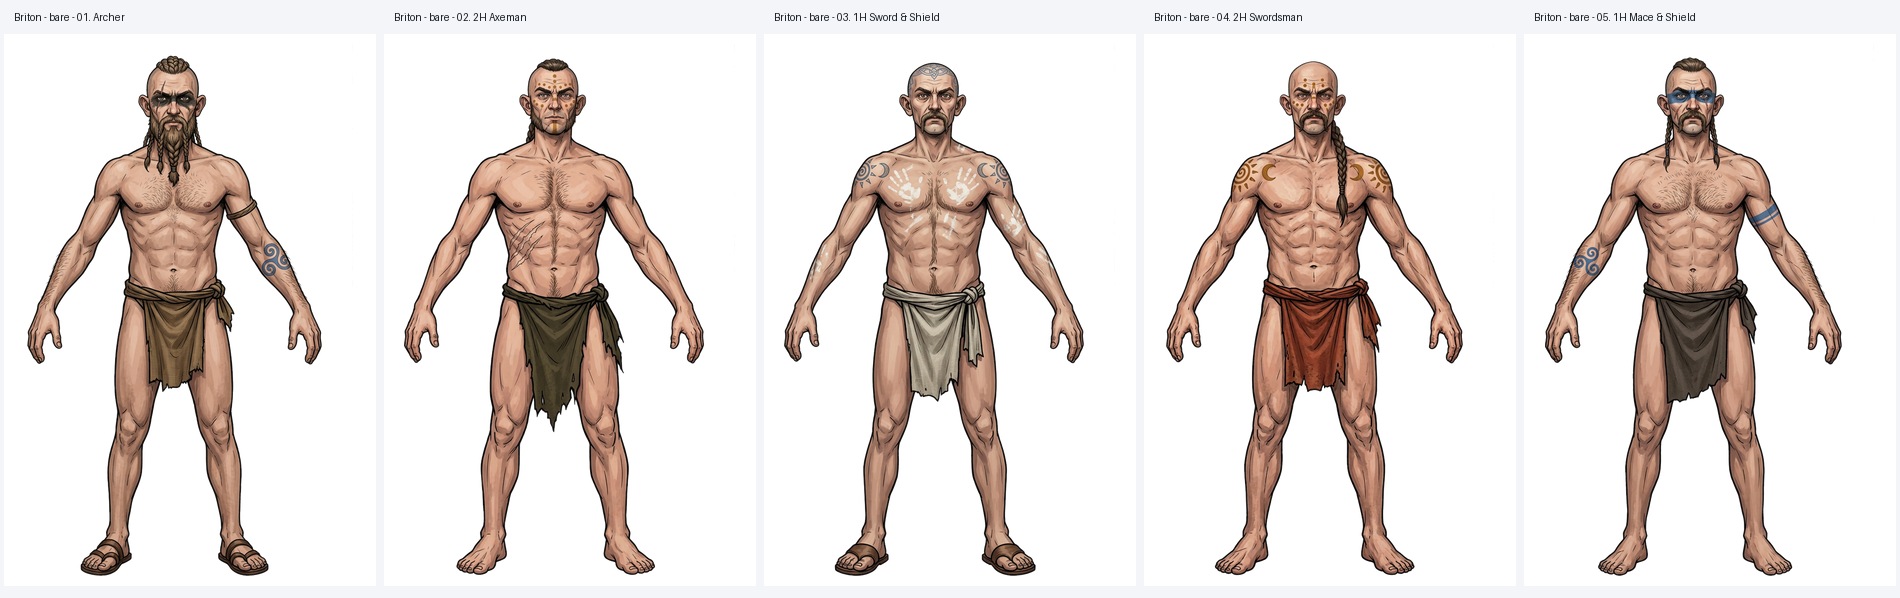 Briton - bare - 01. Archer
Briton - bare - 02. 2H Axeman
Briton - bare - 03. 1H Sword & Shield
Briton - bare - 04. 2H Swordsman
Briton - bare - 05. 1H Mace & Shield